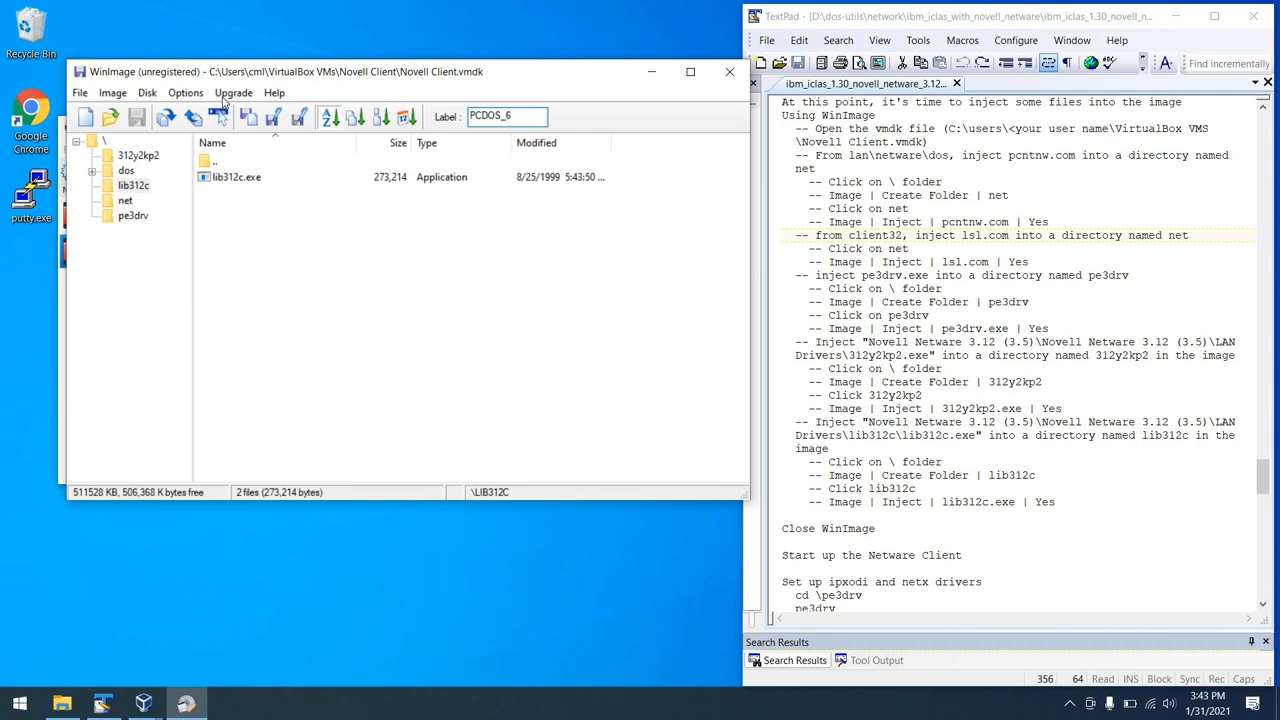 Recycle Bin
Google
Chrome
putty.exe
WinImage (unregistered) - C:\Users\cml\VirtualBox VMs\Novell Client\Novell Client.vmdk
File Image Disk Options Upgrade Help
Label : PCDOS_6
\
312y2kp2
dos
lib312c
net
pe3drv
Name Size Type Modified
..
lib312c.exe 273,214 Application 8/25/1999 5:43:50 ...
511528 KB, 506,368 K bytes free 2 files (273,214 bytes) \LIB312C
TextPad - [D:\dos-utils\network\ibm_iclas_with_novell_netware\ibm_iclas_1.30_novell_n...
File Edit Search View Tools Macros Configure Window Help
Find incrementally
ibm_iclas_1.30_novell_netware_3.12...
At this point, it's time to inject some files into the image
Using WinImage
-- Open the vmdk file (C:\users\<your user name\VirtualBox VMS
\Novell Client.vmdk)
-- From lan\network\dos, inject pcntnw.com into a directory named
net
-- Click on \ folder
-- Image | Create Folder | net
-- Click on net
-- Image | Inject | pcntnw.com | Yes
-- from client32, inject lsl.com into a directory named net
-- Click on net
-- Image | Inject | lsl.com | Yes
-- inject pe3drv.exe into a directory named pe3drv
-- Click on \ folder
-- Image | Create Folder | pe3drv
-- Click on pe3drv
-- Image | Inject | pe3drv.exe | Yes
-- Inject "Novell Netware 3.12 (3.5)\Novell Netware 3.12 (3.5)\LAN
Drivers\312y2kp2.exe" into a directory named 312y2kp2 in the image
-- Click on \ folder
-- Image | Create Folder | 312y2kp2
-- Click 312y2kp2
-- Image | Inject | 312y2kp2.exe | Yes
-- Inject "Novell Netware 3.12 (3.5)\Novell Netware 3.12 (3.5)\LAN
Drivers\lib312c\lib312c.exe" into a directory named lib312c in the
image
-- Click on \ folder
-- Image | Create Folder | lib312c
-- Click lib312c
-- Image | Inject | lib312c.exe | Yes
Close WinImage
Start up the Netware Client
Set up ipxodi and netx drivers
cd \pe3drv
pe3drv
Search Results
Search Results Tool Output
356 64 Read INS Block Sync Rec Caps
3:43 PM
1/31/2021